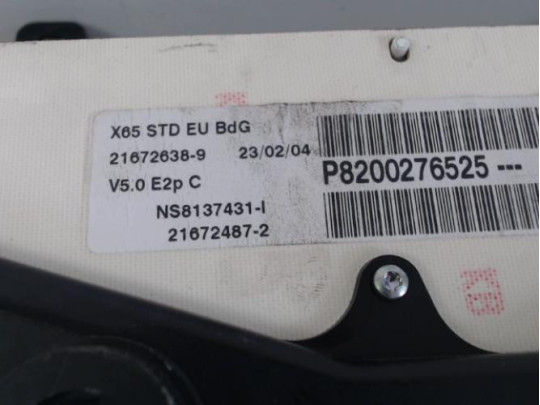 X65 STD EU BdG
21672638-9 23/02/04
V5.0 E2p C
NS8137431-I
21672487-2
P8200276525---